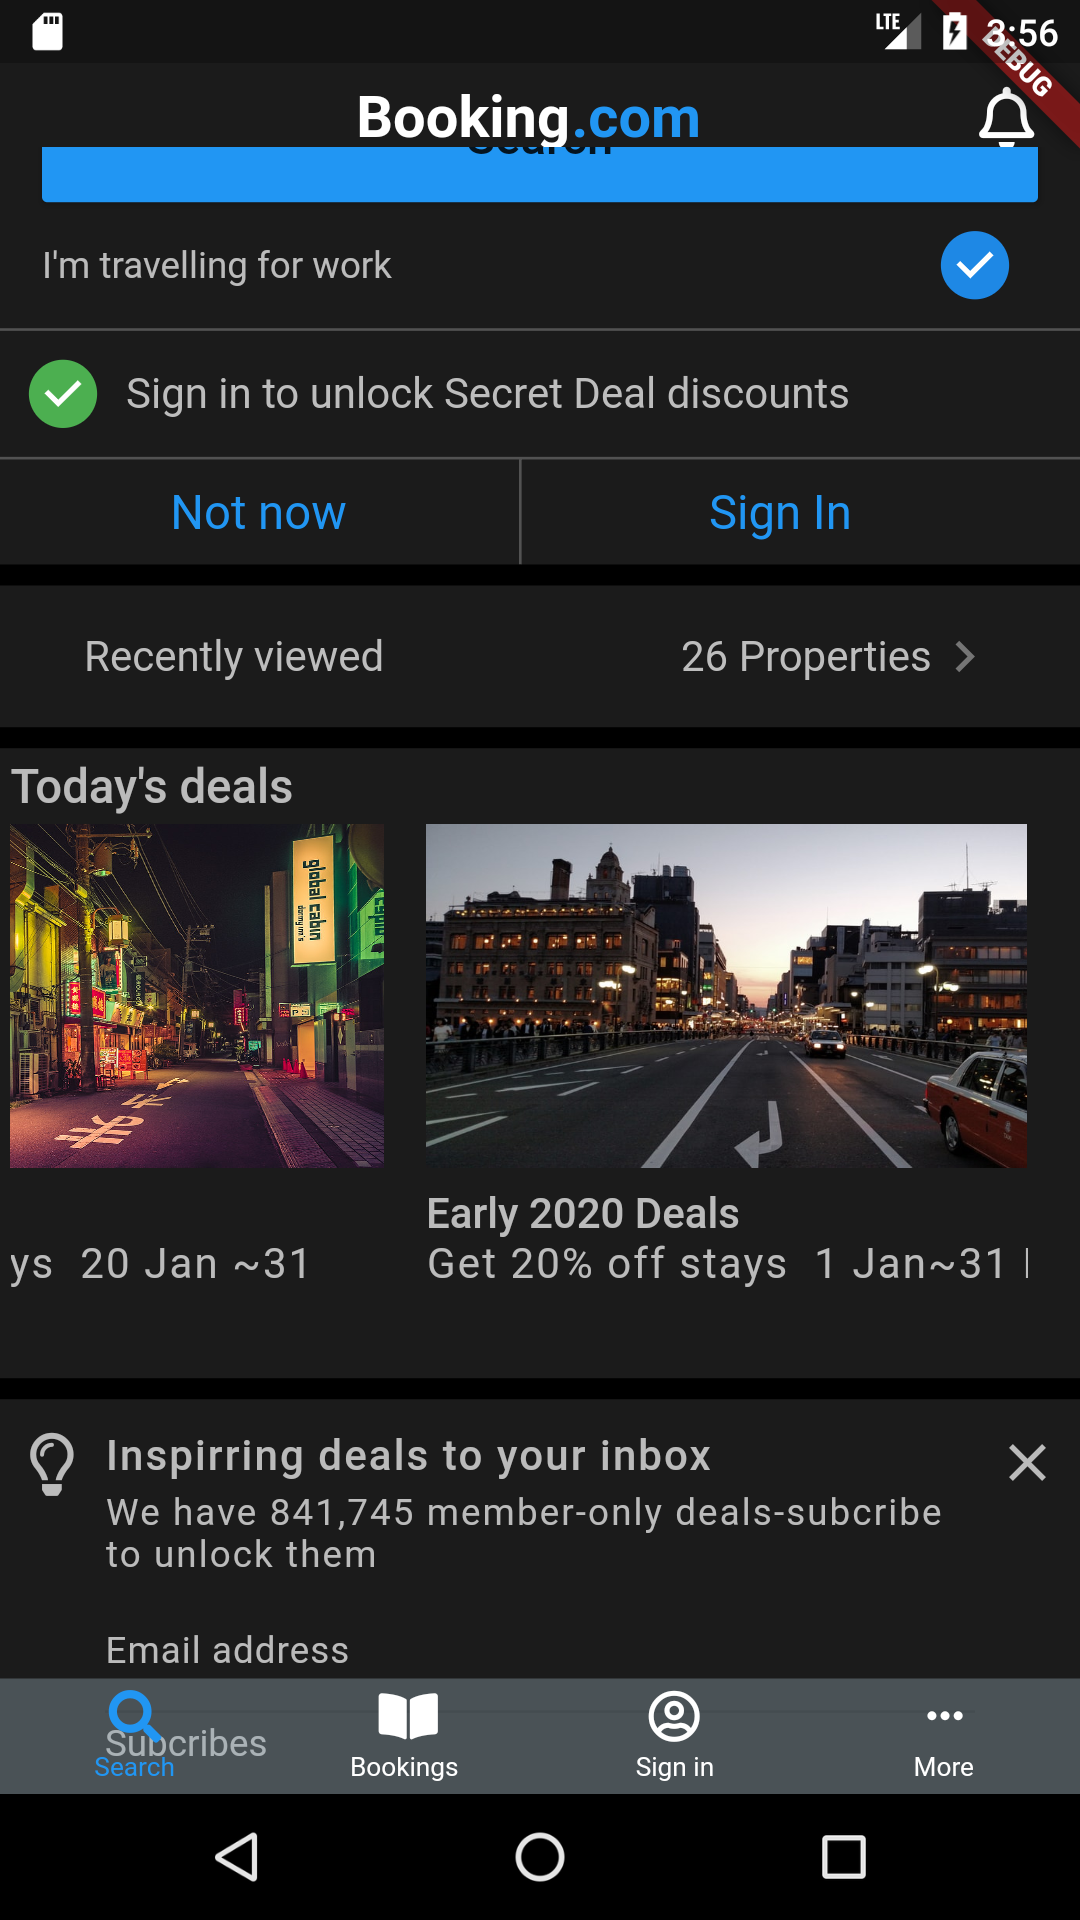 LTE
3:56
DEBUG
Booking.com
Search
I'm travelling for work
Sign in to unlock Secret Deal discounts
Not now
Sign In
Recently viewed
26 Properties
Today's deals
global cabin
dormy inn's
Early 2020 Deals
ys 20 Jan ~31
Get 20% off stays 1 Jan~31
Inspirring deals to your inbox
We have 841,745 member-only deals-subcribe
to unlock them
Email address
Subcribes
Search
Bookings
Sign in
More